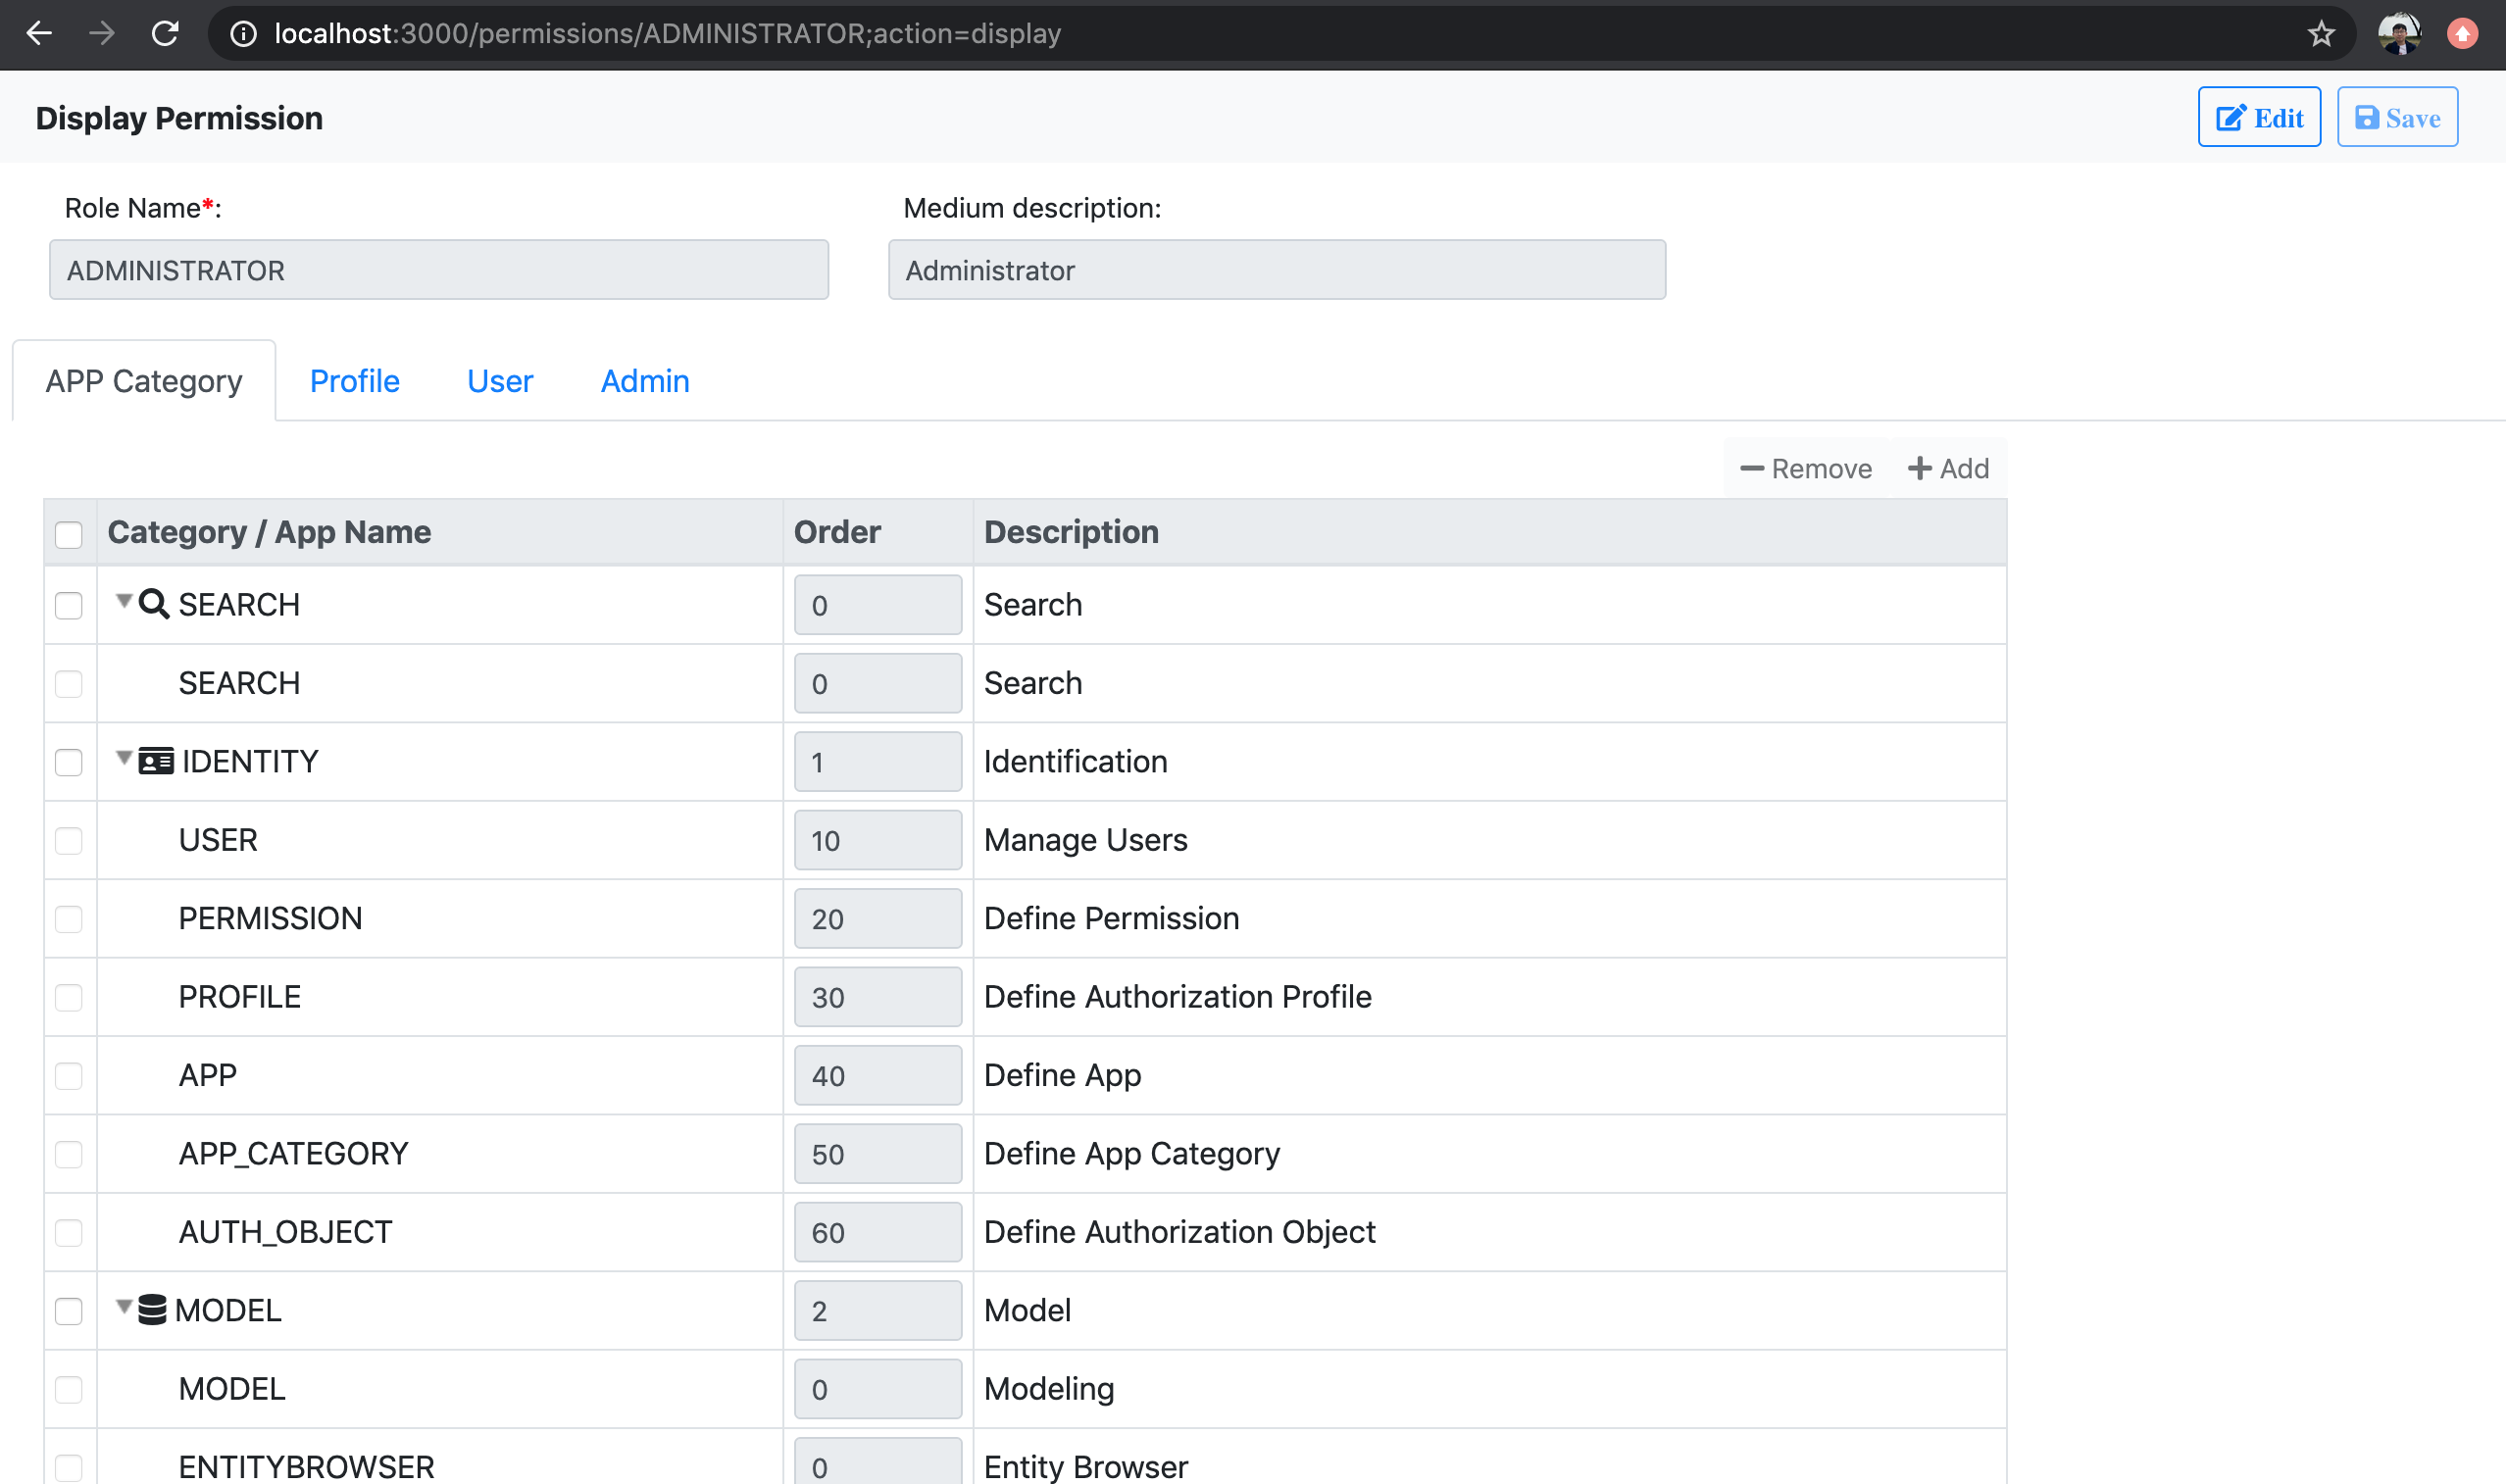 localhost:3000/permissions/ADMINISTRATOR;action=display
Display Permission
Edit
Save
Role Name*:
Medium description:
ADMINISTRATOR
Administrator
APP Category
Profile
User
Admin
Remove
Add
Category / App Name Order Description
SEARCH 0 Search
SEARCH 0 Search
IDENTITY 1 Identification
USER 10 Manage Users
PERMISSION 20 Define Permission
PROFILE 30 Define Authorization Profile
APP 40 Define App
APP_CATEGORY 50 Define App Category
AUTH_OBJECT 60 Define Authorization Object
MODEL 2 Model
MODEL 0 Modeling
ENTITYBROWSER 0 Entity Browser